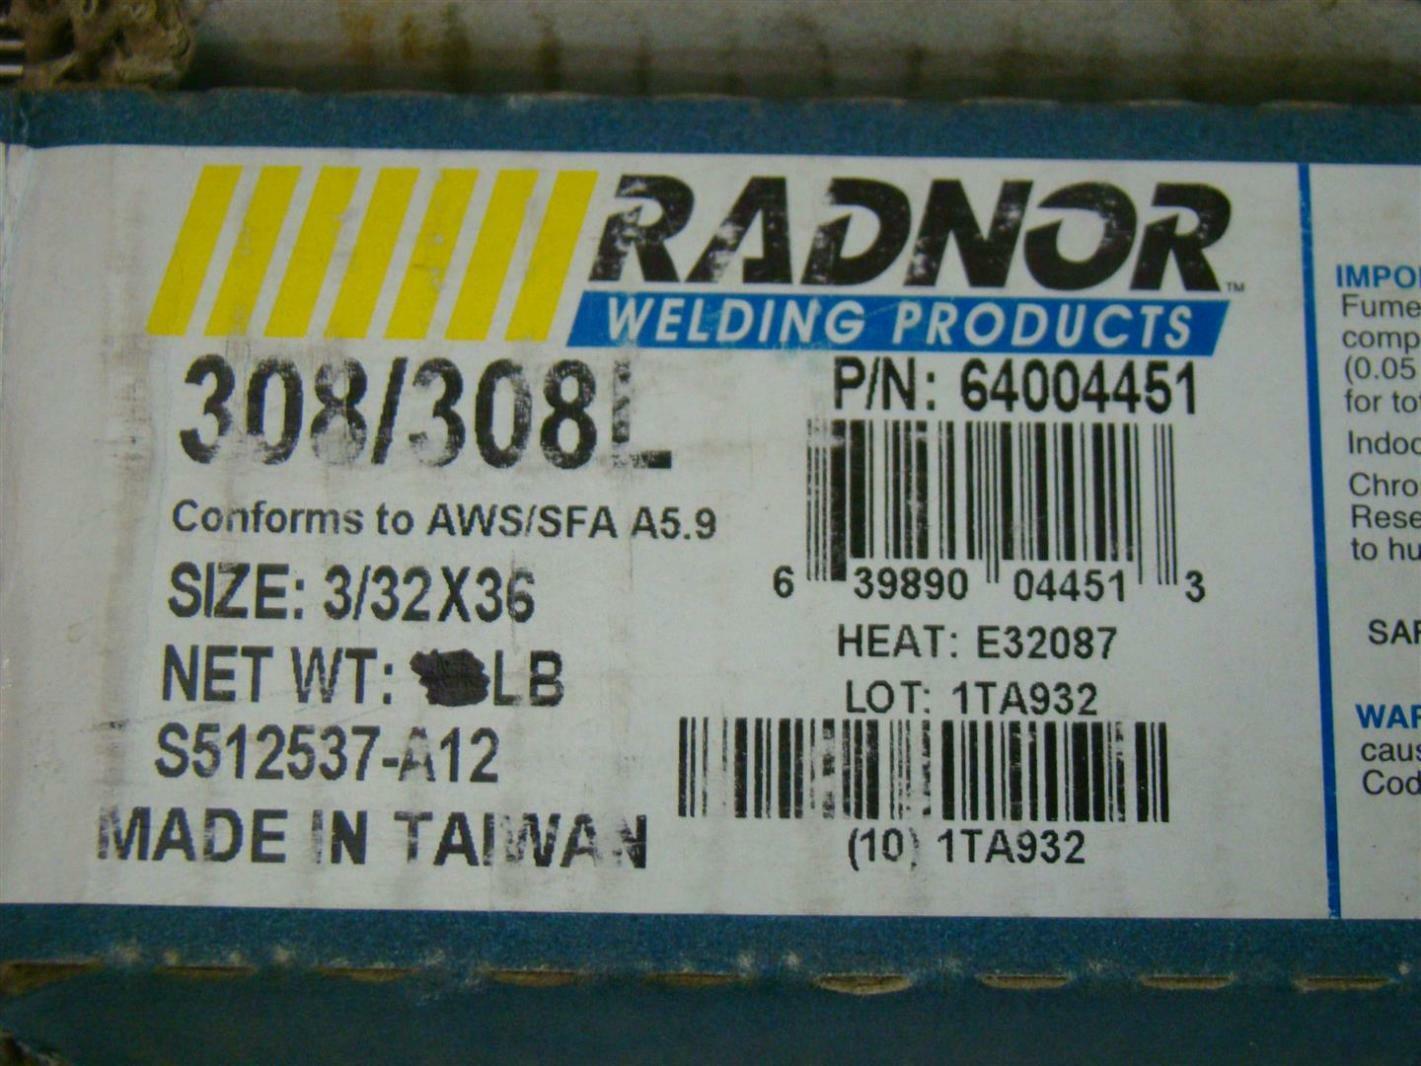 RADNOR™
WELDING PRODUCTS
308/308L
Conforms to AWS/SFA A5.9
SIZE: 3/32X36
NET WT: LB
S512537-A12
MADE IN TAIWAN
P/N: 64004451
6 39890 04451 3
HEAT: E32087
LOT: 1TA932
(10) 1TA932
IMPO
Fume
comp
(0.05
for to
Indoo
Chro
Rese
to hu
SAF
WAR
caus
Cod